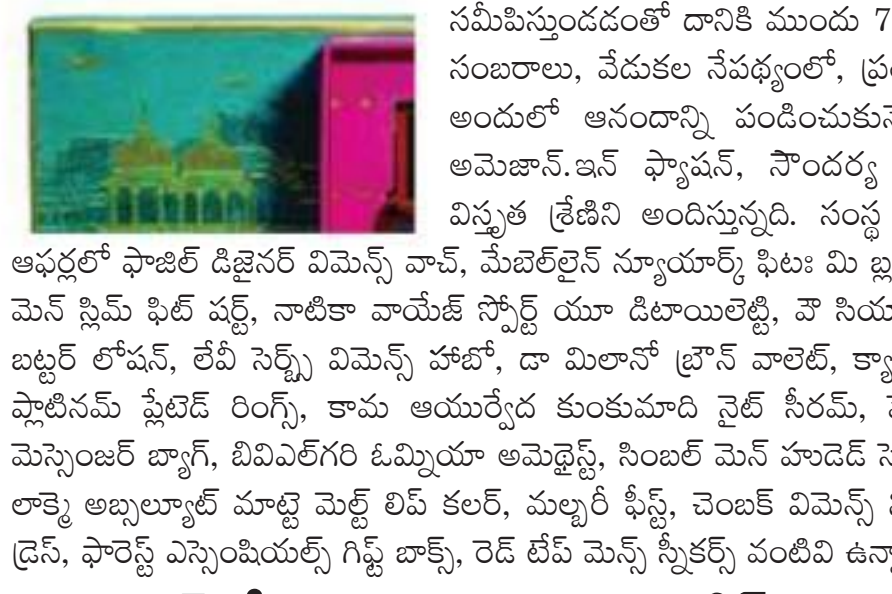 సమీపిస్తుండడంతో దానికి ముందు 7
సంబరాలు, వేడుకల నేపథ్యంలో,
అందులో ఆనందాన్ని
అమెజాన్.ఇన్ ఫ్యాషన్, సౌందర్య
విస్తృత శ్రేణిని అందిస్తున్నది. సంస్థ
ఆఫర్లలో ఫాజిల్ డిజైనర్ విమెన్స్ వాచ్, మేబెల్‌లైన్ న్యూయార్క్ ఫిటః మి
మెన్ స్లిమ్ ఫిట్ షర్ట్, నాటికా వాయేజ్ స్పోర్ట్ యూ డిటాయిలెట్టి, వౌ
బట్టర్ లోషన్, లేవీ సెర్చ్స్ విమెన్స్ హాబో, డా మిలానో బ్రౌన్ వాలెట్,
ప్లాటినమ్ ప్లేటెడ్ రింగ్స్, కామ ఆయుర్వేద కుంకుమాది నైట్ సీరమ్,
మెస్సెంజర్ బ్యాగ్, బివిఎల్‌గరి ఓమ్నియా అమెథైస్ట్, సింబల్ మెన్ హుడెడ్
లాక్మె అబ్సల్యూట్ మాట్టె మెల్ట్ లిప్ కలర్, మల్బరీ ఫీస్ట్, చెంబక్ విమెన్స్
డ్రెస్, ఫారెస్ట్ ఎస్సెంషియల్స్ గిఫ్ట్ బాక్స్, రెడ్ టేప్ మెన్స్ స్నీకర్స్ వంటివి